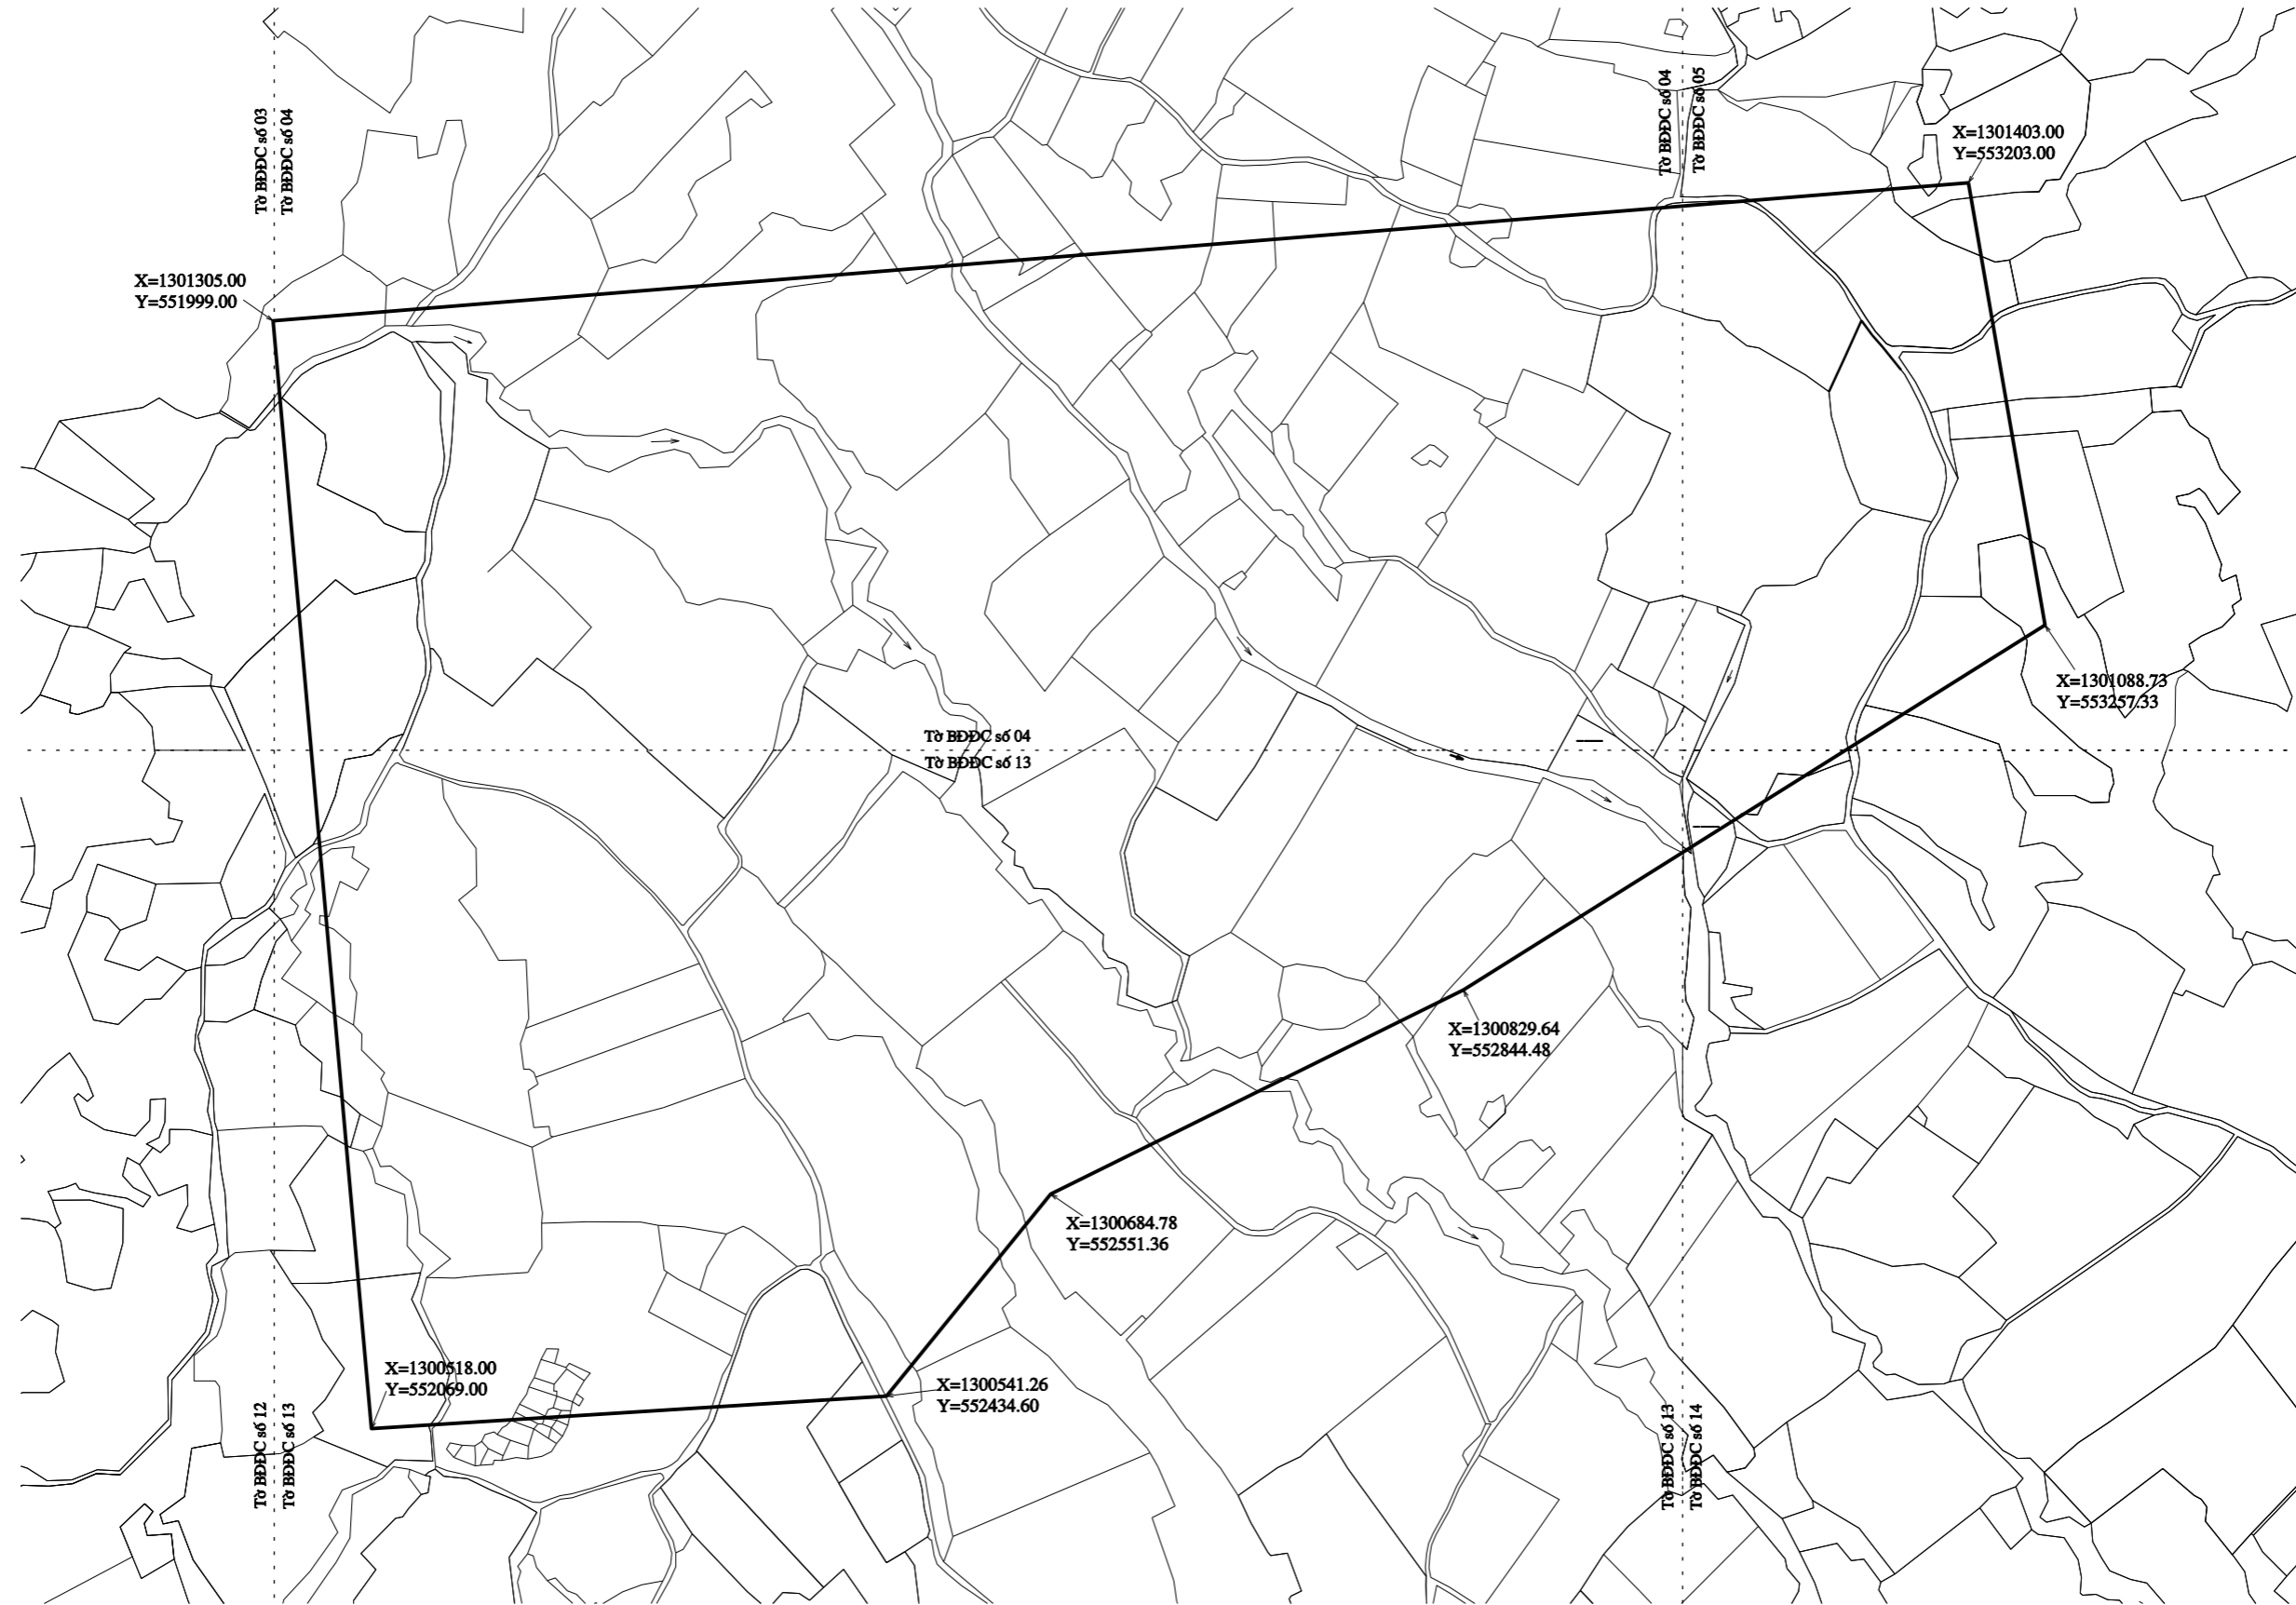 Tờ BĐĐC số 03
Tờ BĐĐC số 04
Tờ BĐĐC số 04
Tờ BĐĐC số 05
X=1301403.00
Y=553203.00
X=1301305.00
Y=551999.00
X=1301088.73
Y=553257.33
Tờ BĐĐC số 04
Tờ BĐĐC số 13
X=1300829.64
Y=552844.48
X=1300684.78
Y=552551.36
X=1300518.00
Y=552069.00
X=1300541.26
Y=552434.60
Tờ BĐĐC số 12
Tờ BĐĐC số 13
Tờ BĐĐC số 13
Tờ BĐĐC số 14